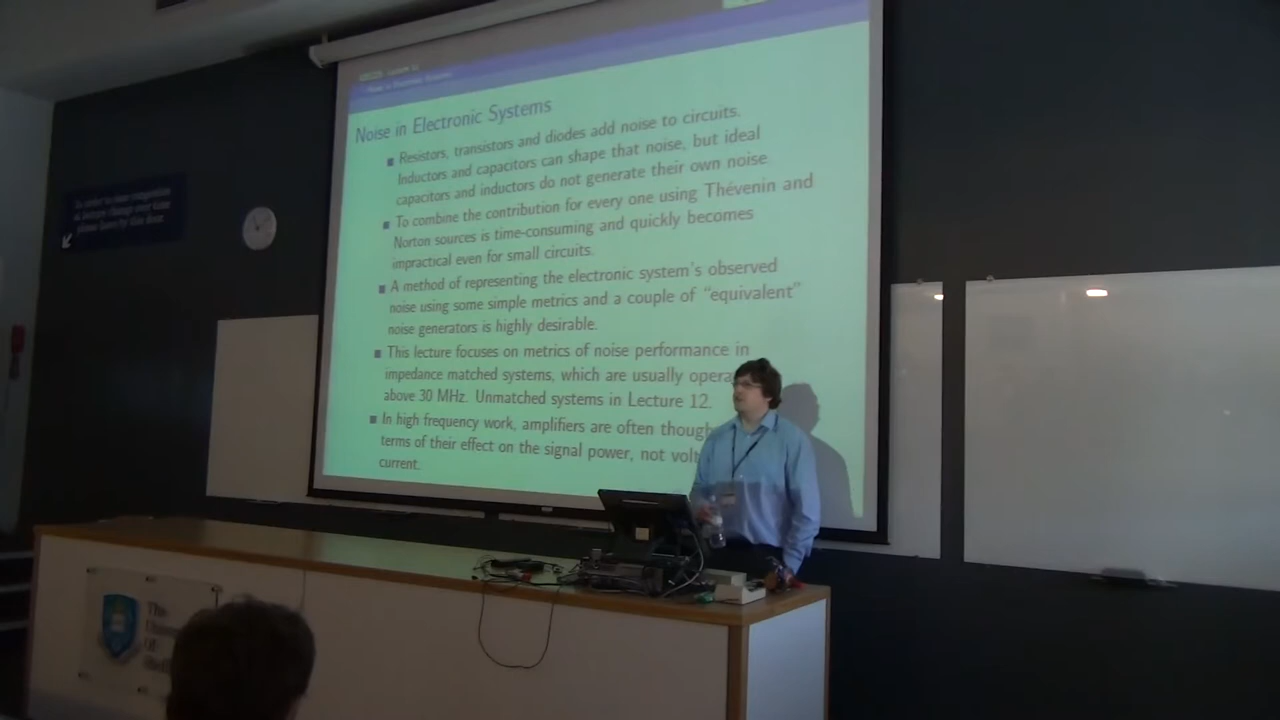 Noise in Electronic Systems
Resistors, transistors and diodes add noise to circuits.
Inductors and capacitors can shape that noise, but ideal
capacitors and inductors do not generate their own noise
To combine the contribution for every one using Thévenin and
Norton sources is time-consuming and quickly becomes
impractical even for small circuits.
A method of representing the electronic system's observed
noise using some simple metrics and a couple of “equivalent”
noise generators is highly desirable.
This lecture focuses on metrics of noise performance in
impedance matched systems, which are usually opera
above 30 MHz. Unmatched systems in Lecture 12.
In high frequency work, amplifiers are often though
terms of their effect on the signal power, not volt
current.
The
Of